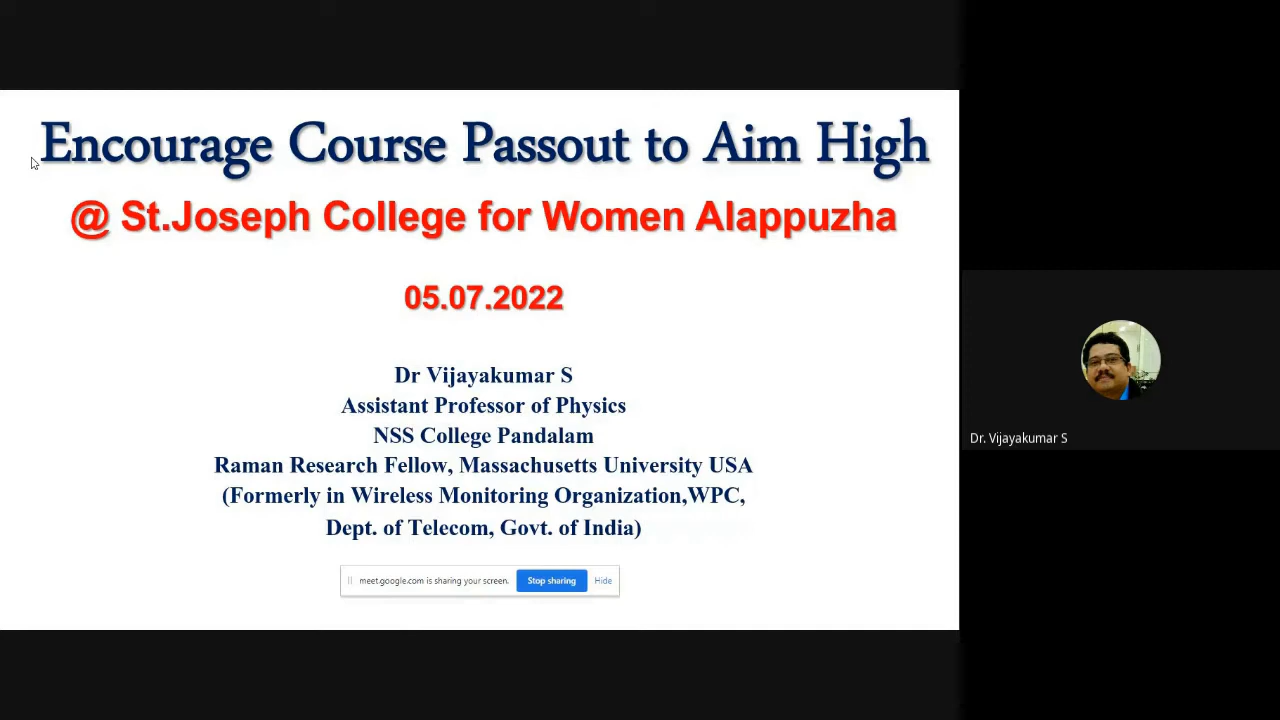 Encourage Course Passout to Aim High
@ St.Joseph College for Women Alappuzha
05.07.2022
Dr Vijayakumar S
Assistant Professor of Physics
NSS College Pandalam
Raman Research Fellow, Massachusetts University USA
(Formerly in Wireless Monitoring Organization,WPC,
Dept. of Telecom, Govt. of India)
meet.google.com is sharing your screen. Stop sharing Hide
Dr. Vijayakumar S